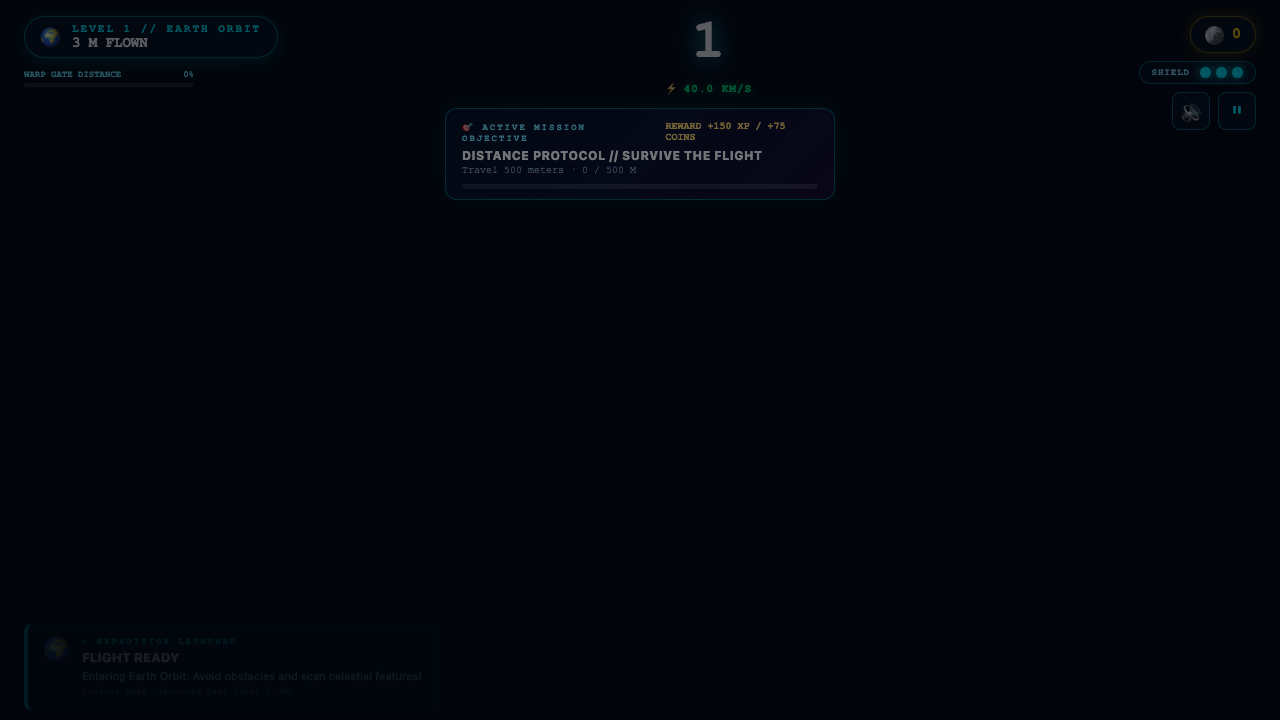 LEVEL 1 // EARTH ORBIT
3 M FLOWN
WARP GATE DISTANCE 0%
1
⚡ 40.0 KM/S
0
SHIELD
🎯 ACTIVE MISSION OBJECTIVE
REWARD +150 XP / +75 COINS
DISTANCE PROTOCOL // SURVIVE THE FLIGHT
Travel 500 meters · 0 / 500 M
EXPEDITION LAUNCHED
FLIGHT READY
Entering Earth Orbit. Avoid obstacles and scan celestial features!